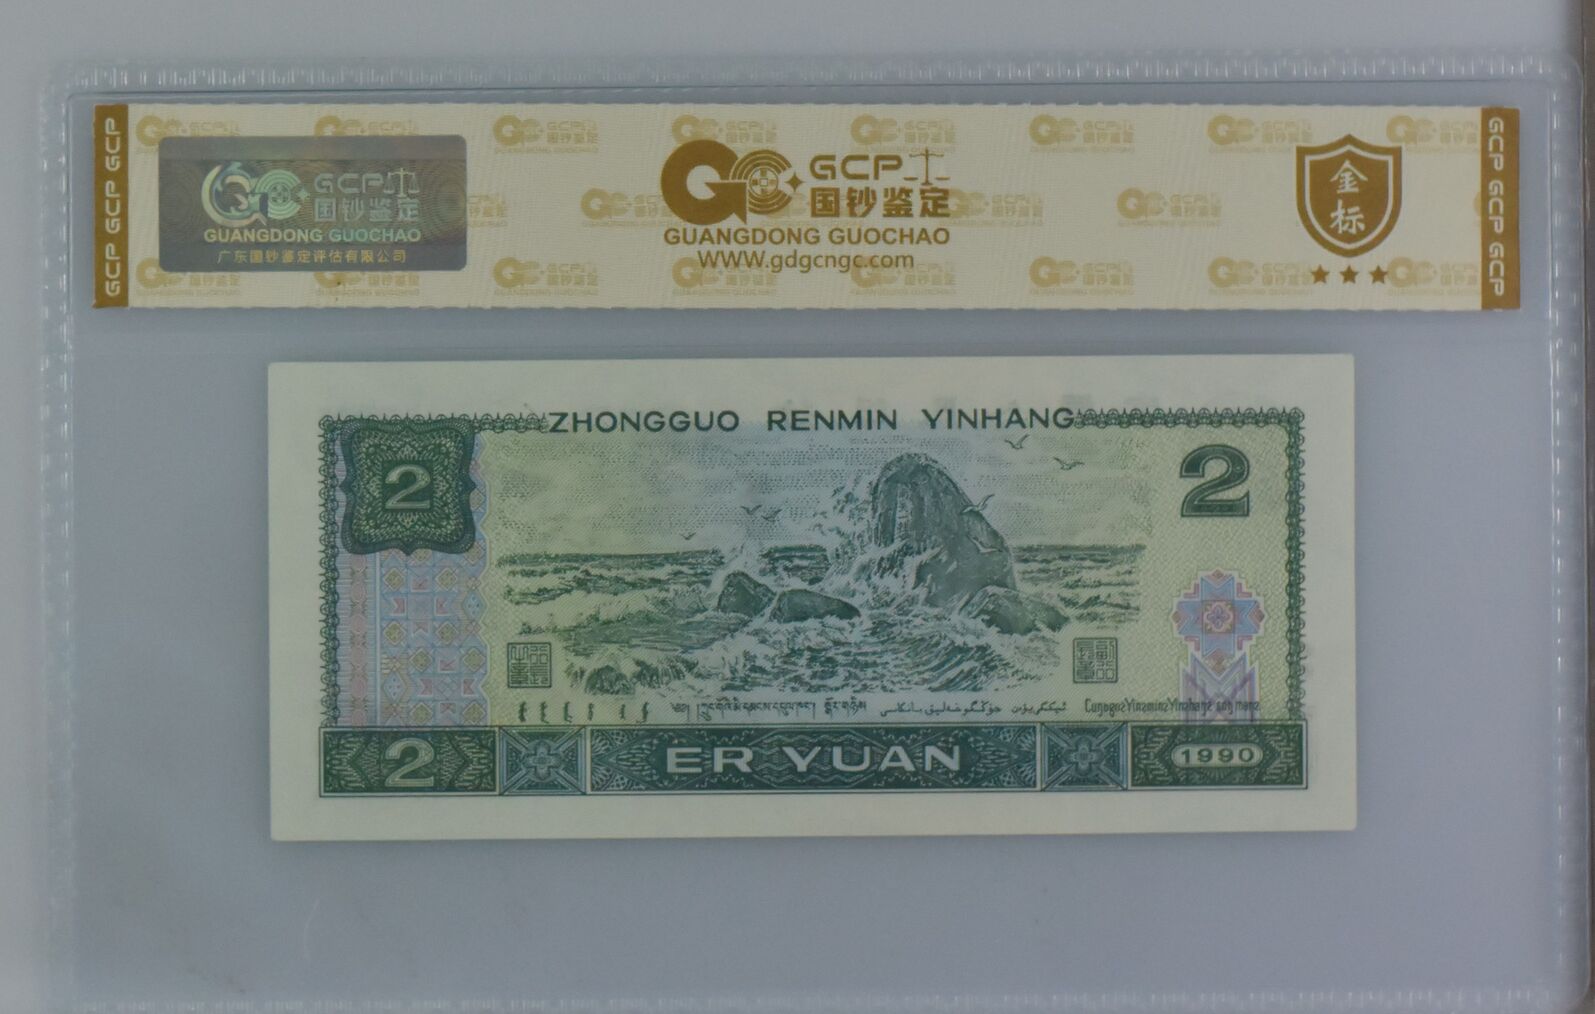 GCP GCP GCP
GCP
国钞鉴定
GUANGDONG GUOCHAO
广东国钞鉴定评估有限公司
GCP
国钞鉴定
GUANGDONG GUOCHAO
WWW.gdgcngc.com
金
标
GCP GCP GCP
ZHONGGUO RENMIN YINHANG
2
2
2
ER YUAN
1990